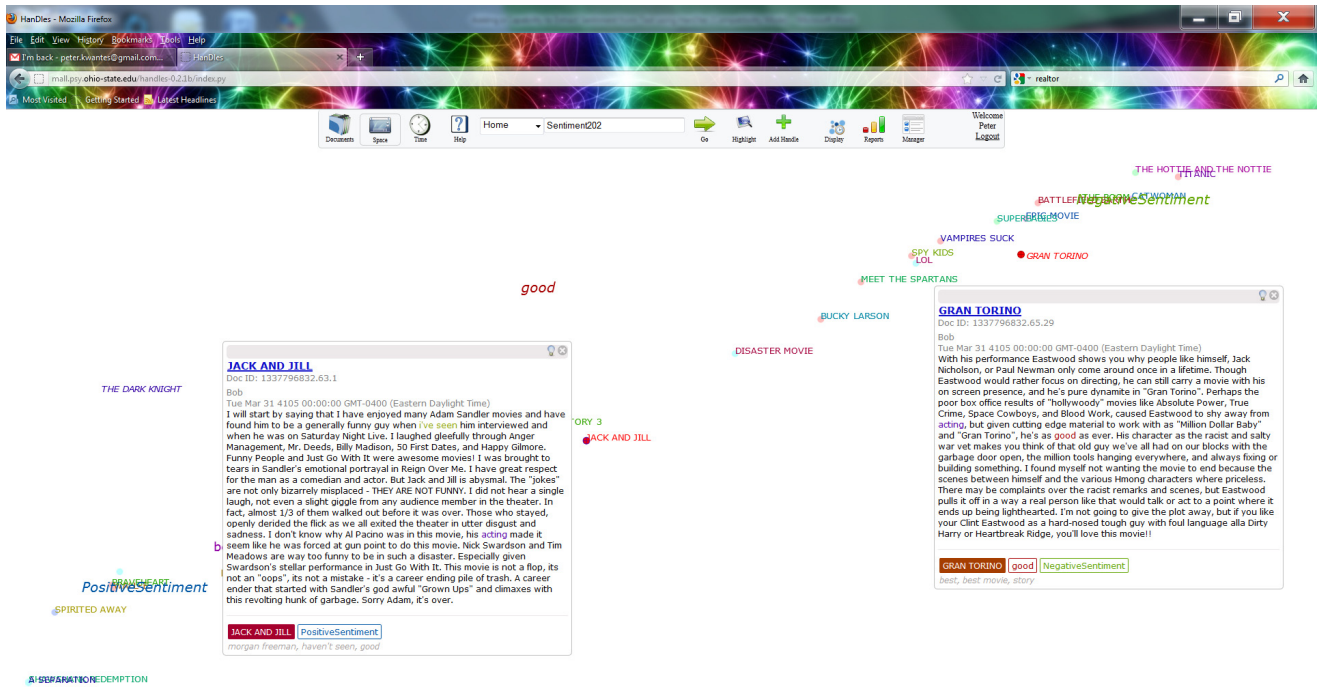 HanDles - Mozilla Firefox
File Edit View History Bookmarks Tools Help
I'm back - peter.kwantes@gmail.com...
HanDles
mall.psy.ohio-state.edu/handles-0.2.1b/index.py
realtor
Most Visited Getting Started Latest Headlines
Documents Space Time Help Home Sentiment202 Go Highlight Add Handle Display Reports Manager
Welcome
Peter
Logout
THE HOTTIE AND THE NOTTIE
TITANIC
CATWOMAN
BATTLEFIELD EARTH
NegativeSentiment
EPIC MOVIE
SUPERBABIES
VAMPIRES SUCK
SPY KIDS
LOL
GRAN TORINO
MEET THE SPARTANS
good
BUCKY LARSON
DISASTER MOVIE
THE DARK KNIGHT
ORY 3
JACK AND JILL
BRAVEHEART
PositiveSentiment
SPIRITED AWAY
A SEPARATION
REDEMPTION
JACK AND JILL
Doc ID: 1337796832.63.1
Bob
Tue Mar 31 4105 00:00:00 GMT-0400 (Eastern Daylight Time)
I will start by saying that I have enjoyed many Adam Sandler movies and have
found him to be a generally funny guy when i've seen him interviewed and
when he was on Saturday Night Live. I laughed gleefully through Anger
Management, Mr. Deeds, Billy Madison, 50 First Dates, and Happy Gilmore.
Funny People and Just Go With It were awesome movies! I was brought to
tears in Sandler's emotional portrayal in Reign Over Me. I have great respect
for the man as a comedian and actor. But Jack and Jill is abysmal. The "jokes"
are not only bizarrely misplaced - THEY ARE NOT FUNNY. I did not hear a single
laugh, not even a slight giggle from any audience member in the theater. In
fact, almost 1/3 of them walked out before it was over. Those who stayed,
openly derided the flick as we all exited the theater in utter disgust and
sadness. I don't know why Al Pacino was in this movie, his acting made it
seem like he was forced at gun point to do this movie. Nick Swardson and Tim
Meadows are way too funny to be in such a disaster. Especially given
Swardson's stellar performance in Just Go With It. This movie is not a flop, its
not an "oops", its not a mistake - it's a career ending pile of trash. A career
ender that started with Sandler's god awful "Grown Ups" and climaxes with
this revolting hunk of garbage. Sorry Adam, it's over.
JACK AND JILL PositiveSentiment
morgan freeman, haven't seen, good
GRAN TORINO
Doc ID: 1337796832.65.29
Bob
Tue Mar 31 4105 00:00:00 GMT-0400 (Eastern Daylight Time)
With his performance Eastwood shows you why people like himself, Jack
Nicholson, or Paul Newman only come around once in a lifetime. Though
Eastwood would rather focus on directing, he can still carry a movie with his
on screen presence, and he's pure dynamite in "Gran Torino". Perhaps the
poor box office results of "hollywoody" movies like Absolute Power, True
Crime, Space Cowboys, and Blood Work, caused Eastwood to shy away from
acting, but given cutting edge material to work with as "Million Dollar Baby"
and "Gran Torino", he's as good as ever. His character as the racist and salty
war vet makes you think of that old guy we've all had on our blocks with the
garbage door open, the million tools hanging everywhere, and always fixing or
building something. I found myself not wanting the movie to end because the
scenes between himself and the various Hmong characters where priceless.
There may be complaints over the racist remarks and scenes, but Eastwood
pulls it off in a way a real person like that would talk or act to a point where it
ends up being lighthearted. I'm not going to give the plot away, but if you like
your Clint Eastwood as a hard-nosed tough guy with foul language alla Dirty
Harry or Heartbreak Ridge, you'll love this movie!!
GRAN TORINO good NegativeSentiment
best, best movie, story